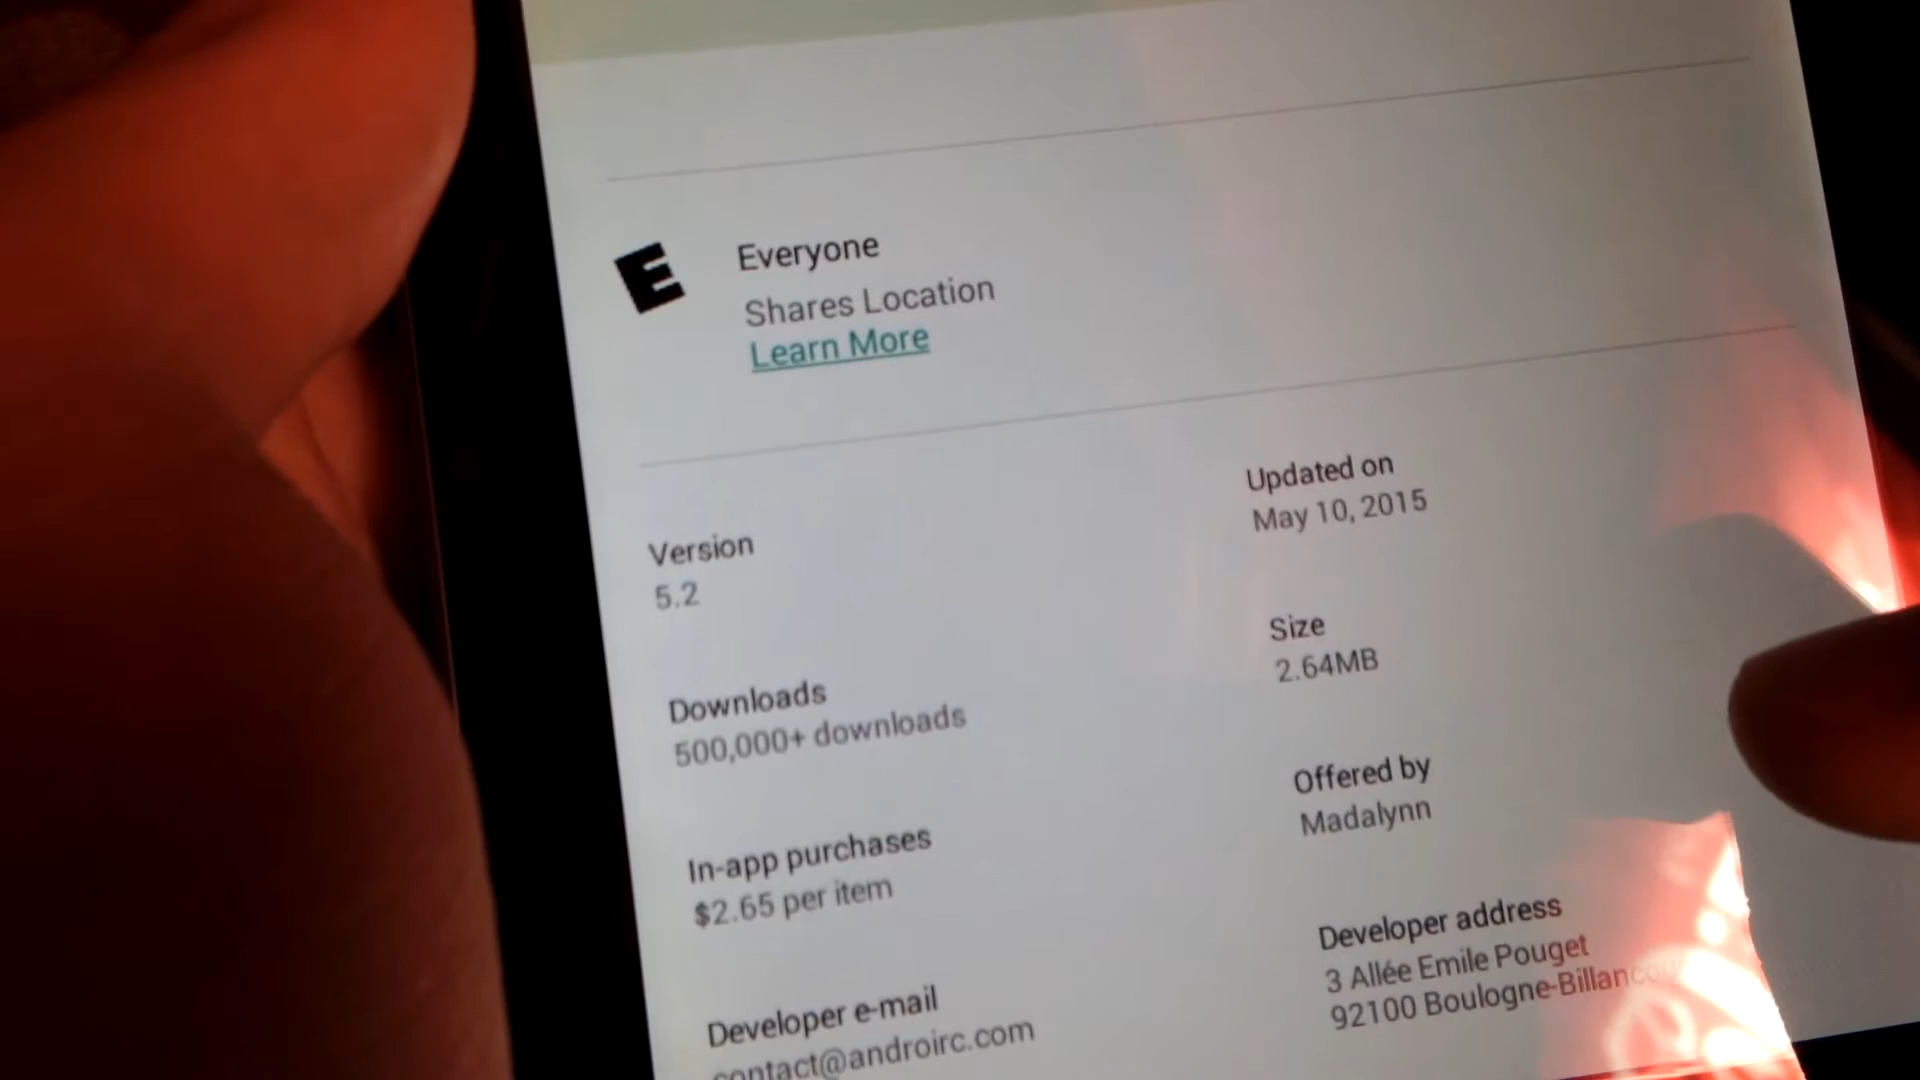 E
Everyone
Shares Location
Learn More
Version
5.2
Updated on
May 10, 2015
Downloads
500,000+ downloads
Size
2.64MB
In-app purchases
$2.65 per item
Offered by
Madalynn
Developer e-mail
contact@androirc.com
Developer address
3 Allée Emile Pouget
92100